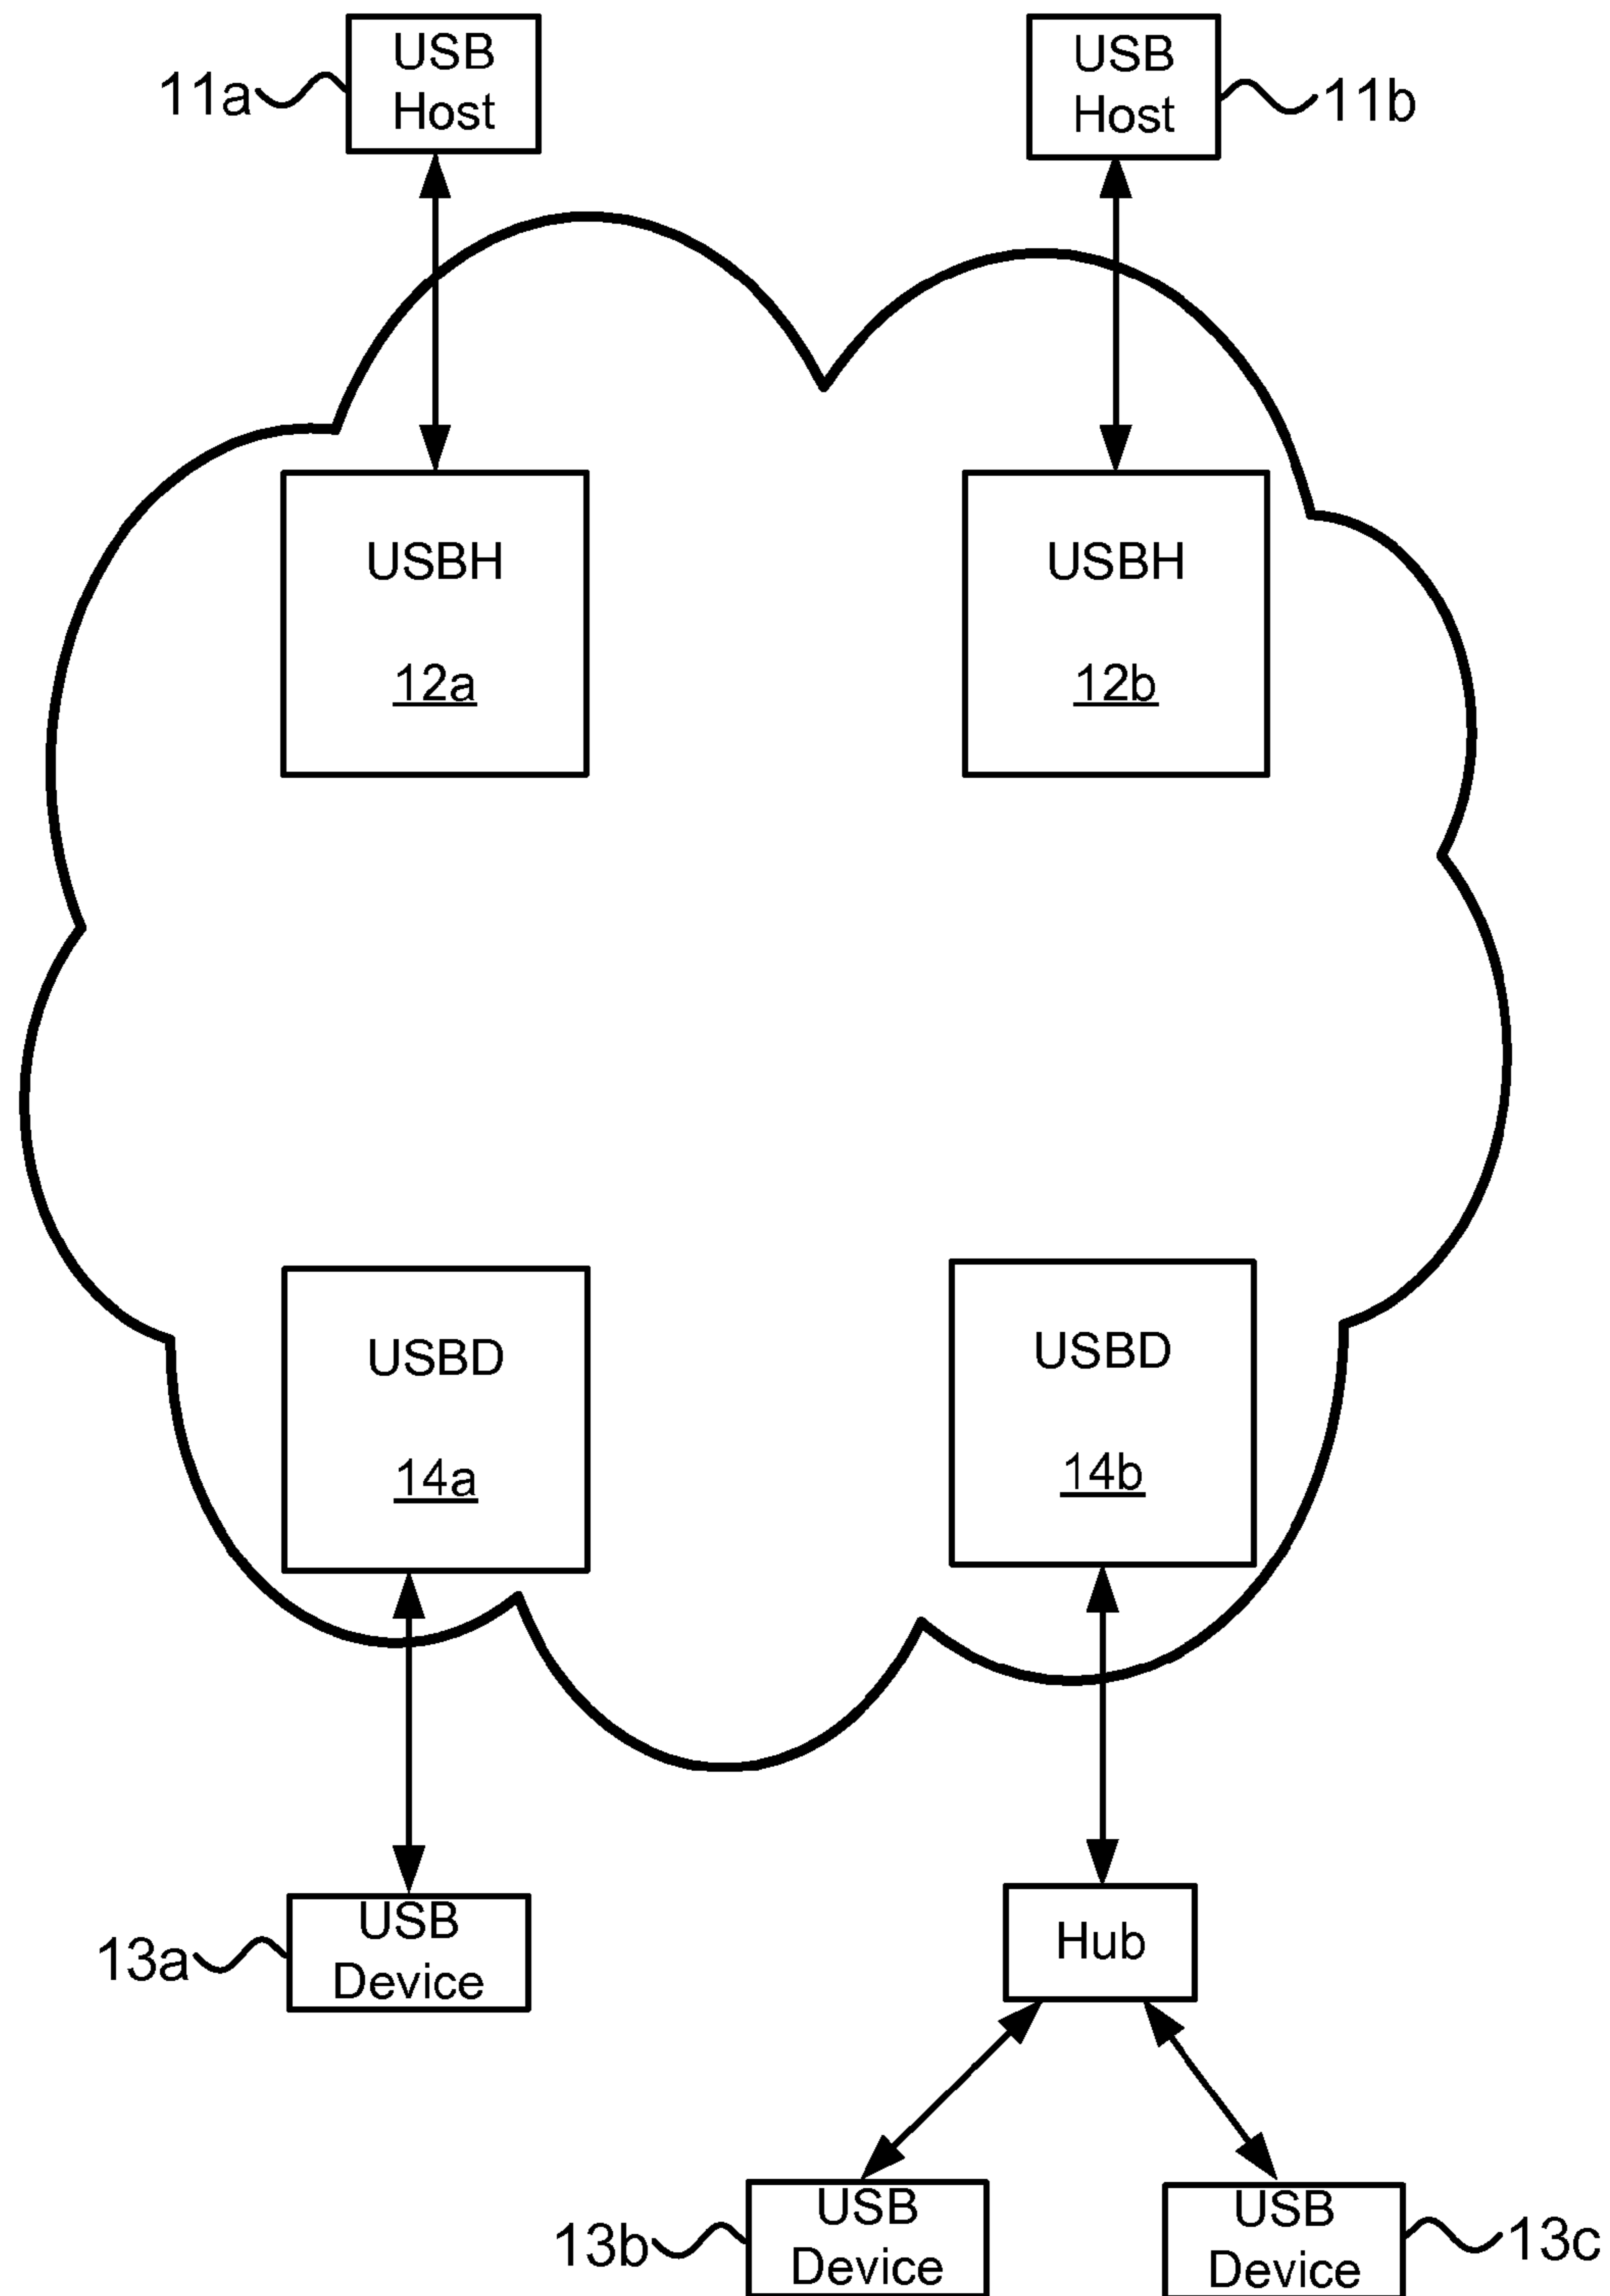 USB
Host
11a
USB
Host
11b
USBH
12a
USBH
12b
USBD
14a
USBD
14b
USB
Device
13a
Hub
USB
Device
13b
USB
Device
13c